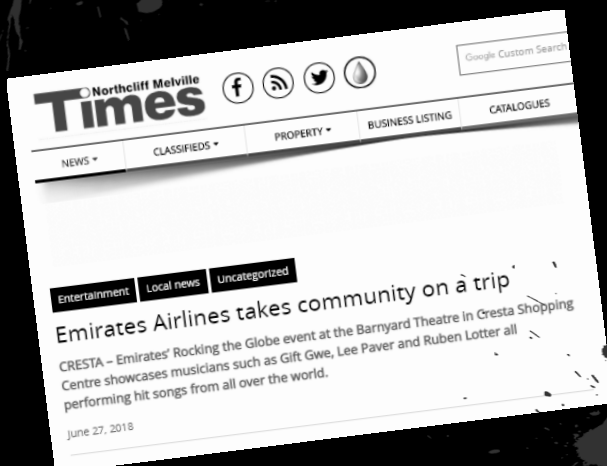 Northcliff Melville
Times
Google Custom Search
NEWS
CLASSIFIEDS
PROPERTY
BUSINESS LISTING
CATALOGUES
Entertainment
Local news
Uncategorized
Emirates Airlines takes community on a trip
CRESTA – Emirates' Rocking the Globe event at the Barnyard Theatre in Cresta Shopping
Centre showcases musicians such as Gift Gwe, Lee Paver and Ruben Lotter all
performing hit songs from all over the world.
June 27, 2018